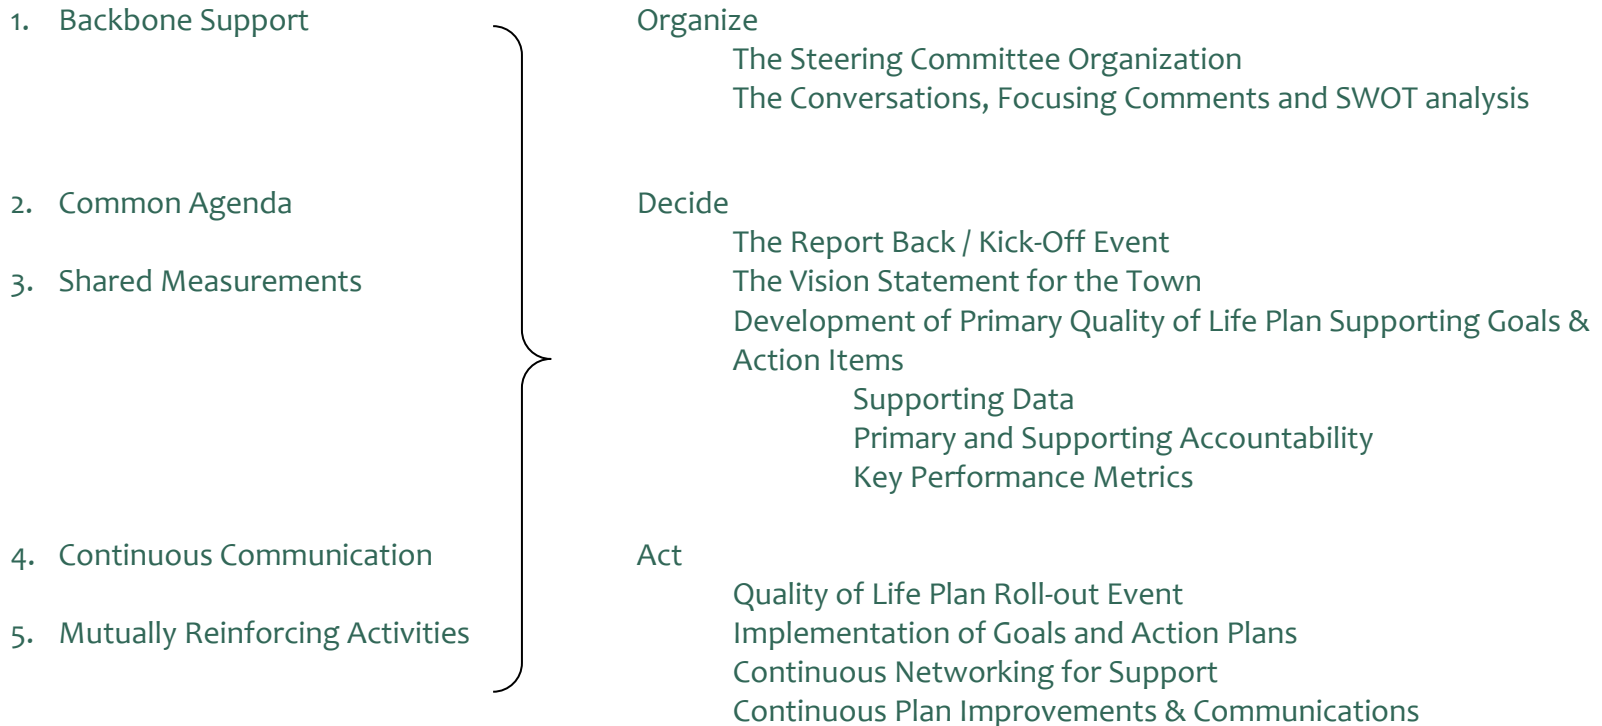 1. Backbone Support
Organize
The Steering Committee Organization
The Conversations, Focusing Comments and SWOT analysis
2. Common Agenda
Decide
The Report Back / Kick-Off Event
3. Shared Measurements
The Vision Statement for the Town
Development of Primary Quality of Life Plan Supporting Goals &
Action Items
Supporting Data
Primary and Supporting Accountability
Key Performance Metrics
4. Continuous Communication
Act
Quality of Life Plan Roll-out Event
5. Mutually Reinforcing Activities
Implementation of Goals and Action Plans
Continuous Networking for Support
Continuous Plan Improvements & Communications